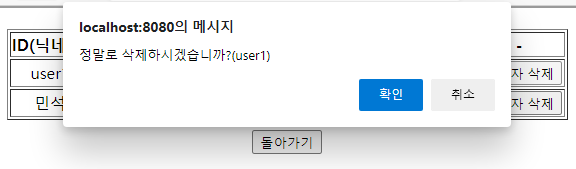 localhost:8080의 메시지
정말로 삭제하시겠습니까?(user1)
확인 취소
ID(닉네 -
user 자 삭제
민석 자 삭제
돌아가기